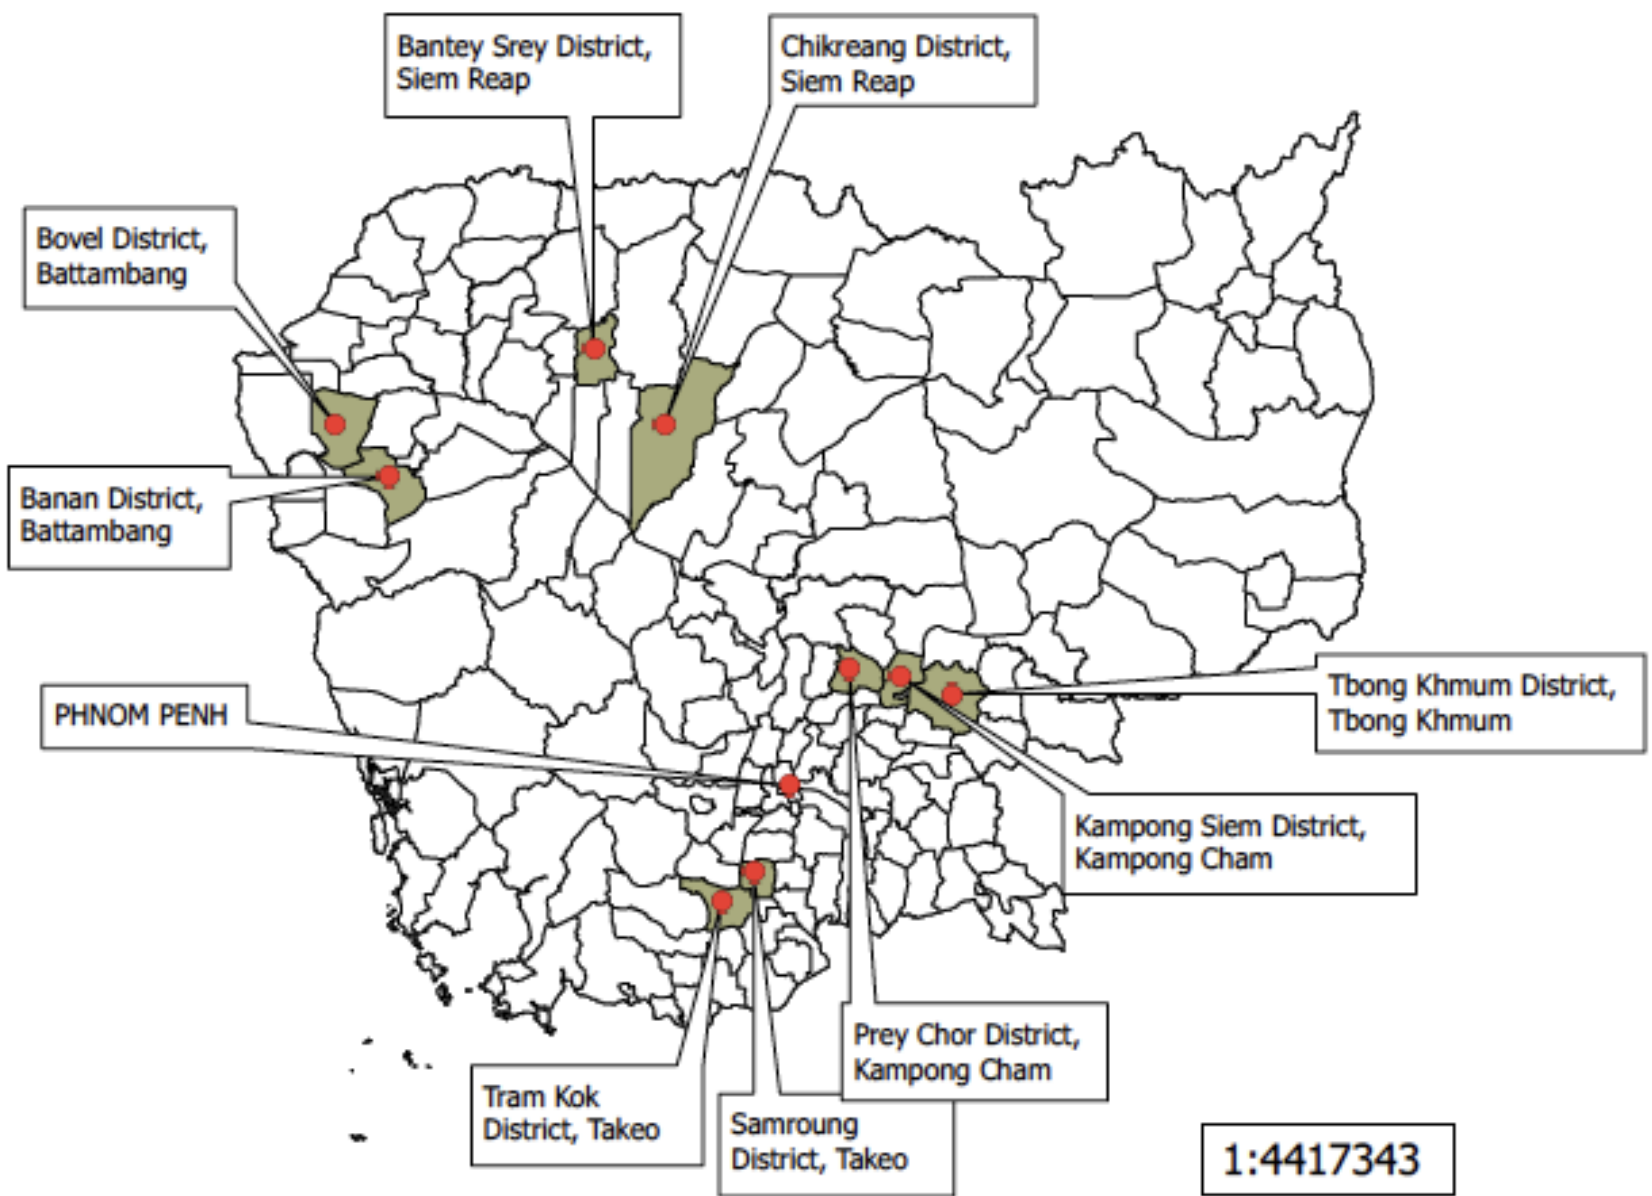 Bantey Srey District,
Siem Reap
Chikreang District,
Siem Reap
Bovel District,
Battambang
Banan District,
Battambang
PHNOM PENH
Tbong Khmum District,
Tbong Khmum
Kampong Siem District,
Kampong Cham
Prey Chor District,
Kampong Cham
Tram Kok
District, Takeo
Samroung
District, Takeo
1:4417343